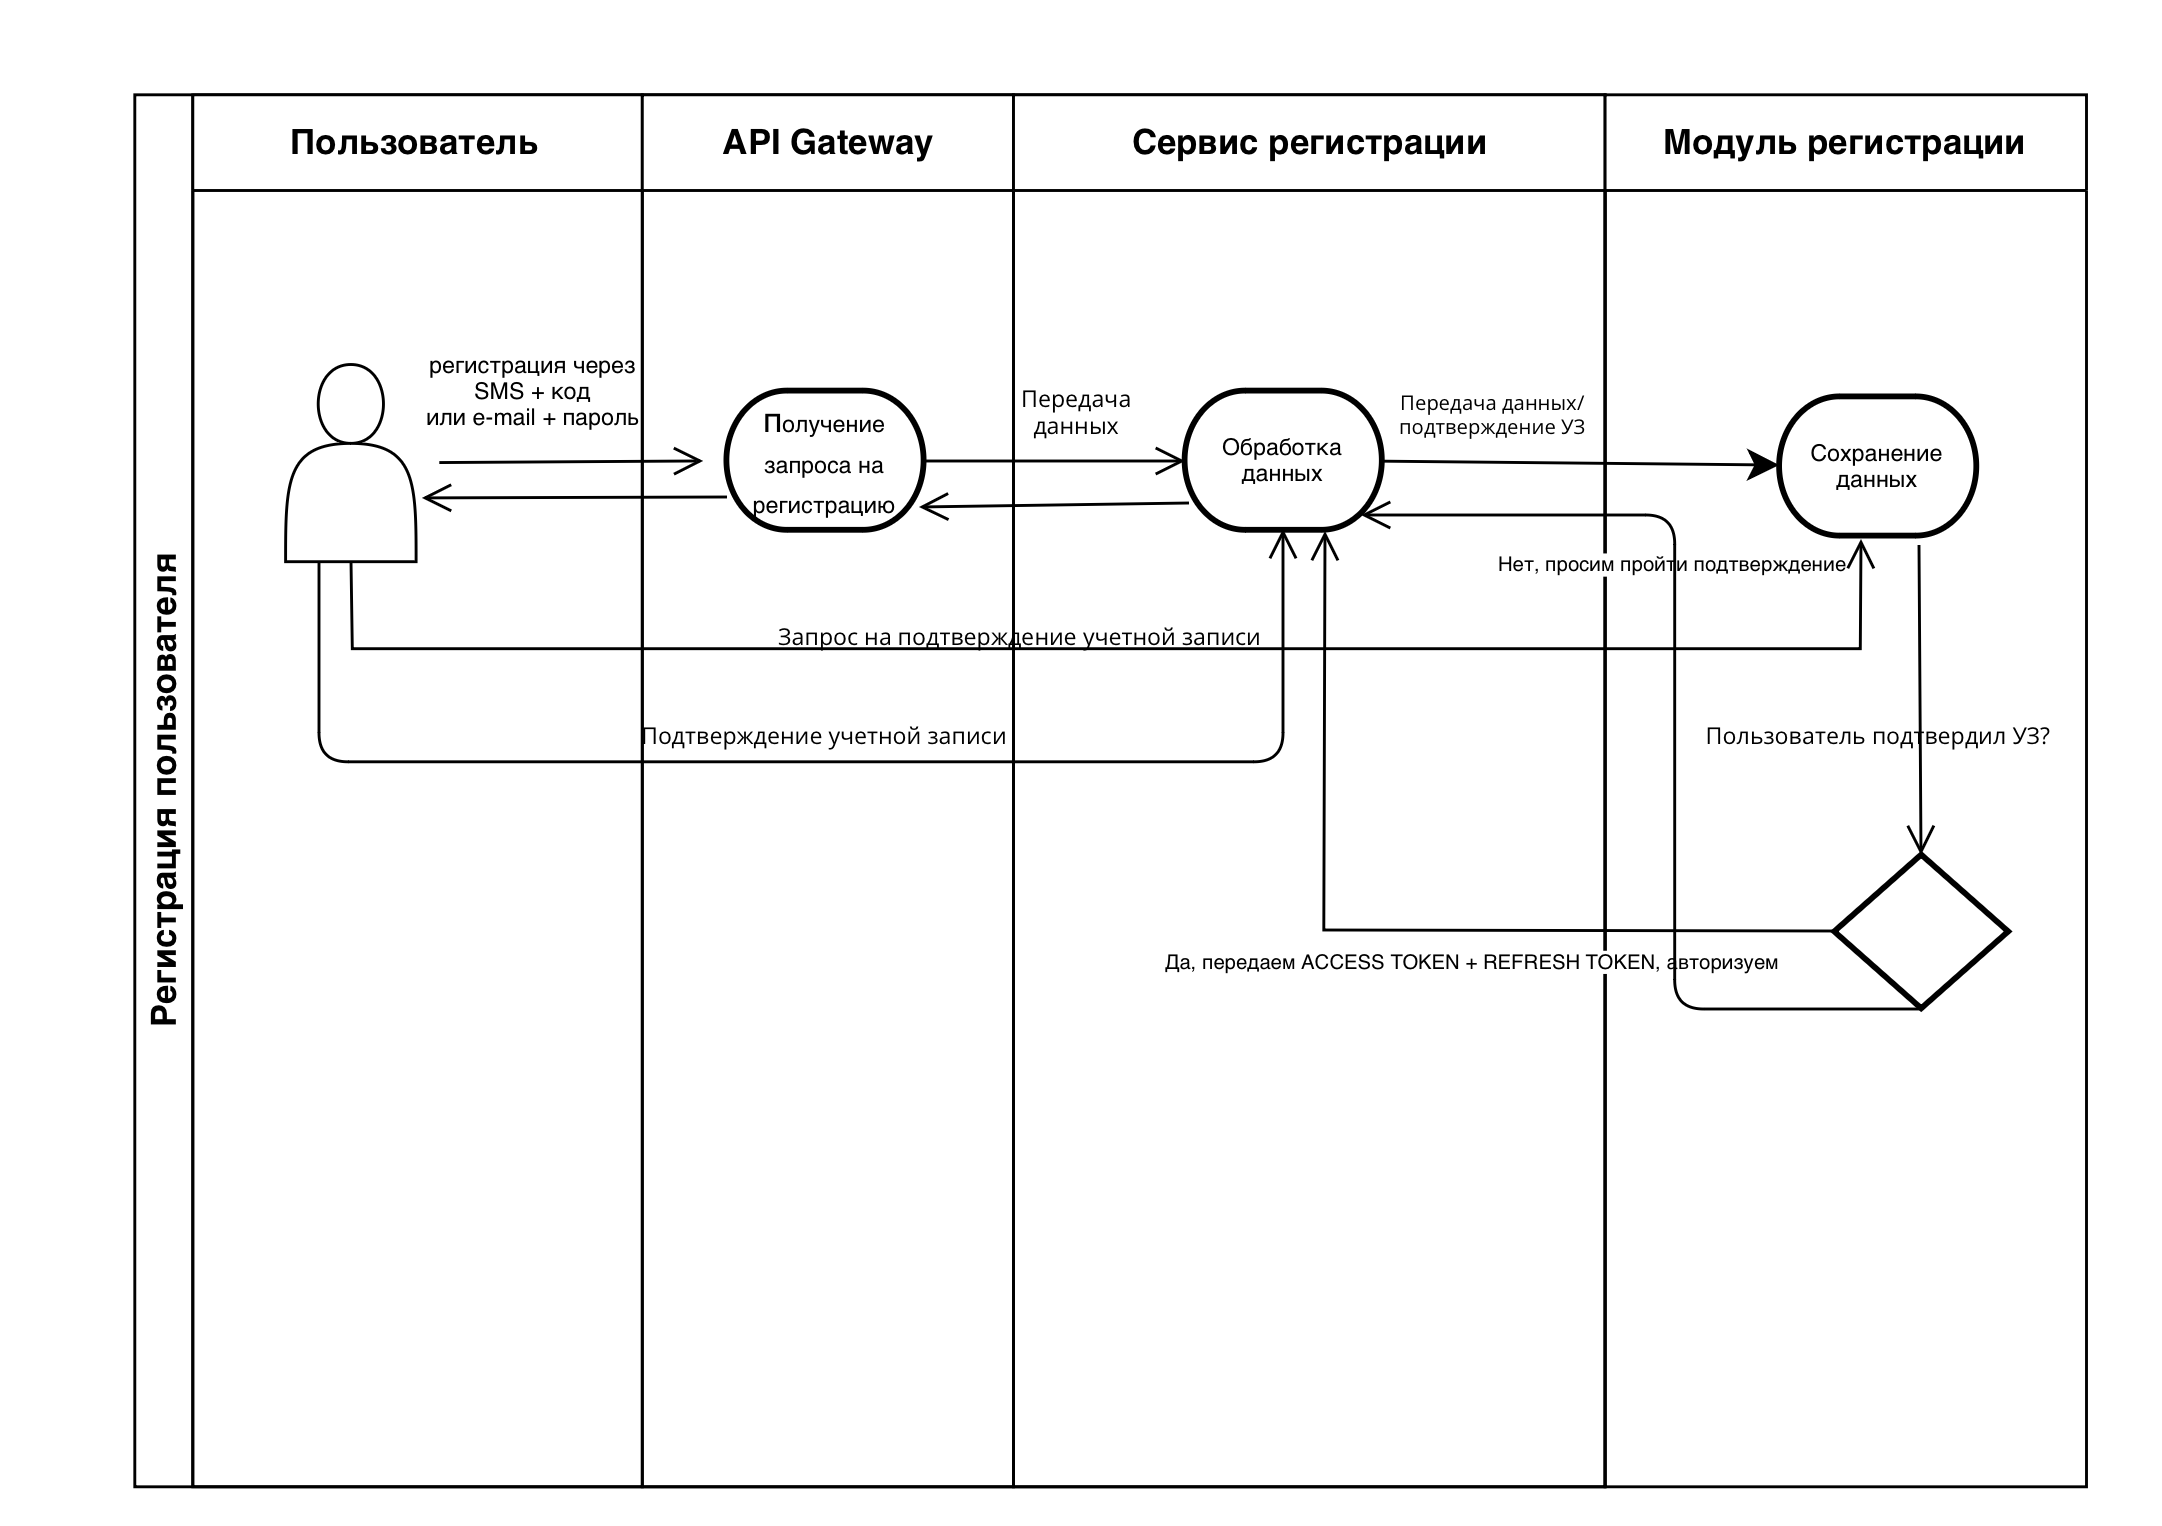 Пользователь
API Gateway
Сервис регистрации
Модуль регистрации
Регистрация пользователя
регистрация через
SMS + код
или e-mail + пароль
Получение
запроса на
регистрацию
Передача
данных
Обработка
данных
Передача данных/
подтверждение УЗ
Сохранение
данных
Нет, просим пройти подтверждение
Запрос на подтверждение учетной записи
Подтверждение учетной записи
Пользователь подтвердил УЗ?
Да, передаем ACCESS TOKEN + REFRESH TOKEN, авторизуем